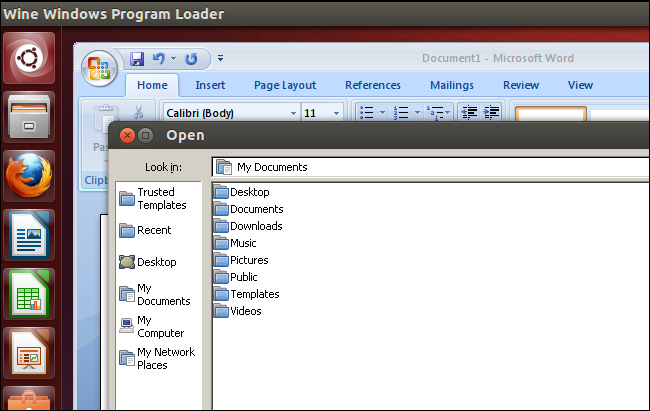 Wine Windows Program Loader
Document1 - Microsoft Word
Home Insert Page Layout References Mailings Review View
Calibri (Body) 11
Pas
Clipb
Open
Look in: My Documents
Trusted
Templates
Recent
Desktop
My
Documents
My
Computer
My Network
Places
Desktop
Documents
Downloads
Music
Pictures
Public
Templates
Videos